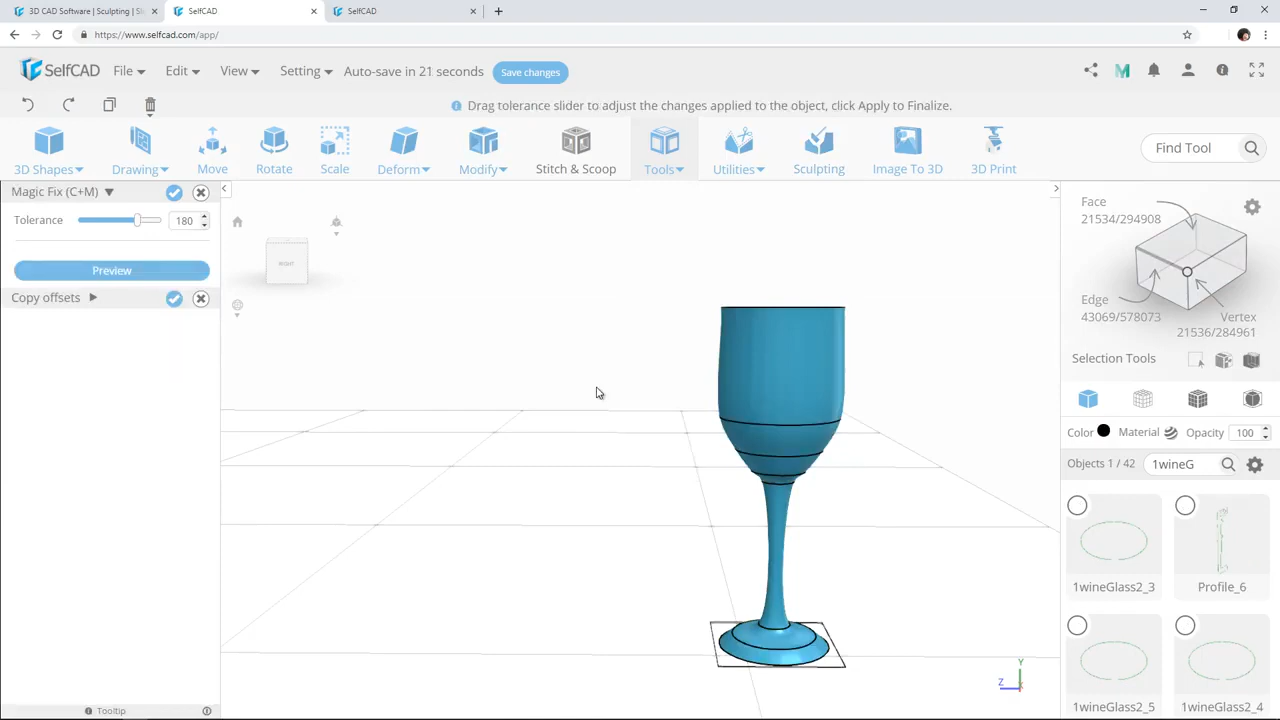 3D CAD Software | Sculpting | Sli
SelfCAD
SelfCAD
https://www.selfcad.com/app/
SelfCAD
File
Edit
View
Setting
Auto-save in 21 seconds
Save changes
Drag tolerance slider to adjust the changes applied to the object, click Apply to Finalize.
3D Shapes
Drawing
Move
Rotate
Scale
Deform
Modify
Stitch & Scoop
Tools
Utilities
Sculpting
Image To 3D
3D Print
Find Tool
Magic Fix (C+M)
Tolerance
180
Preview
Copy offsets
RIGHT
Face
21534/294908
Edge
43069/578073
Vertex
21536/284961
Selection Tools
Color
Material
Opacity
100
Objects 1 / 42
1wineG
1wineGlass2_3
Profile_6
1wineGlass2_5
1wineGlass2_4
Y
Z
Tooltip